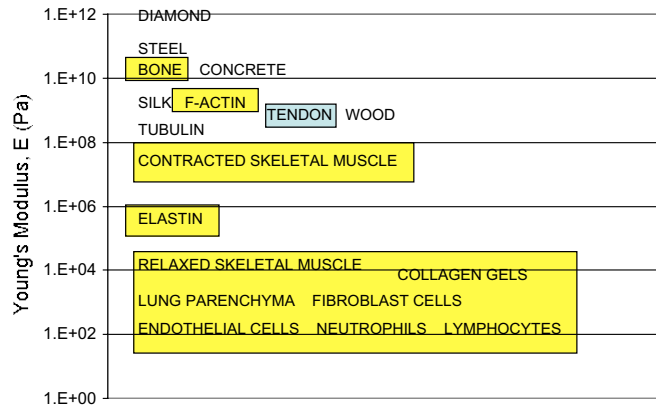 1.E+12 DIAMOND
STEEL
BONE CONCRETE
1.E+10
SILK F-ACTIN
TENDON WOOD
TUBULIN
1.E+08
CONTRACTED SKELETAL MUSCLE
1.E+06
ELASTIN
RELAXED SKELETAL MUSCLE
1.E+04 COLLAGEN GELS
LUNG PARENCHYMA FIBROBLAST CELLS
1.E+02 ENDOTHELIAL CELLS NEUTROPHILS LYMPHOCYTES
1.E+00
Young's Modulus, E (Pa)